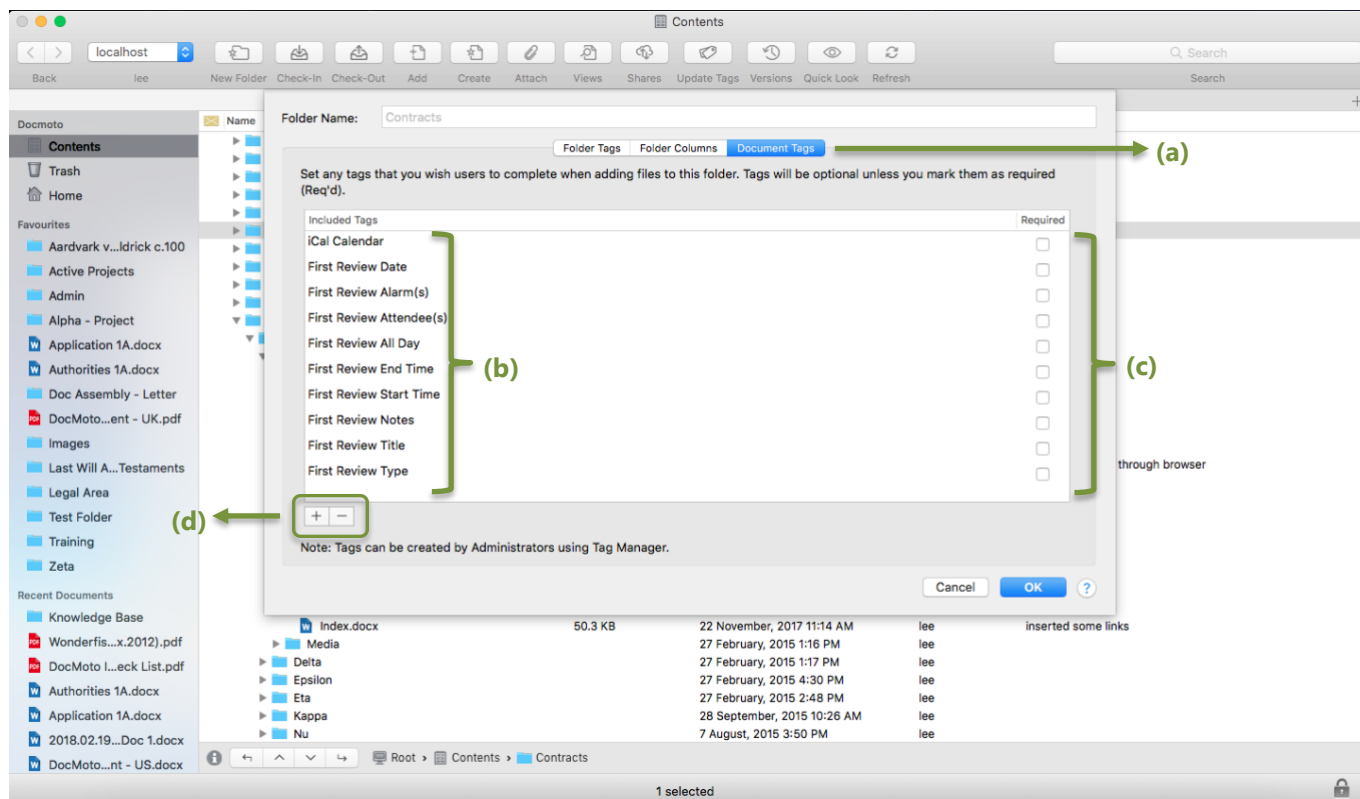 Contents
localhost
Search
Back lee New Folder Check-In Check-Out Add Create Attach Views Shares Update Tags Versions Quick Look Refresh Search
Docmoto
Contents
Trash
Home
Favourites
Aardvark v...ldrick c.100
Active Projects
Admin
Alpha - Project
Application 1A.docx
Authorities 1A.docx
Doc Assembly - Letter
DocMoto...ent - UK.pdf
Images
Last Will A...Testaments
Legal Area
Test Folder
Training
Zeta
Recent Documents
Knowledge Base
Wonderfis...x.2012).pdf
DocMoto I...eck List.pdf
Authorities 1A.docx
Application 1A.docx
2018.02.19...Doc 1.docx
DocMoto...nt - US.docx
Name
Folder Name: Contracts
Folder Tags Folder Columns Document Tags
(a)
Set any tags that you wish users to complete when adding files to this folder. Tags will be optional unless you mark them as required
(Req'd).
Included Tags Required
iCal Calendar
First Review Date
First Review Alarm(s)
First Review Attendee(s)
First Review All Day
First Review End Time
First Review Start Time
First Review Notes
First Review Title
First Review Type
(b)
(c)
(d)
+ −
Note: Tags can be created by Administrators using Tag Manager.
Cancel OK ?
through browser
Index.docx 50.3 KB 22 November, 2017 11:14 AM lee inserted some links
Media 27 February, 2015 1:16 PM lee
Delta 27 February, 2015 1:17 PM lee
Epsilon 27 February, 2015 4:30 PM lee
Eta 27 February, 2015 2:48 PM lee
Kappa 28 September, 2015 10:26 AM lee
Nu 7 August, 2015 3:50 PM lee
Root › Contents › Contracts
1 selected